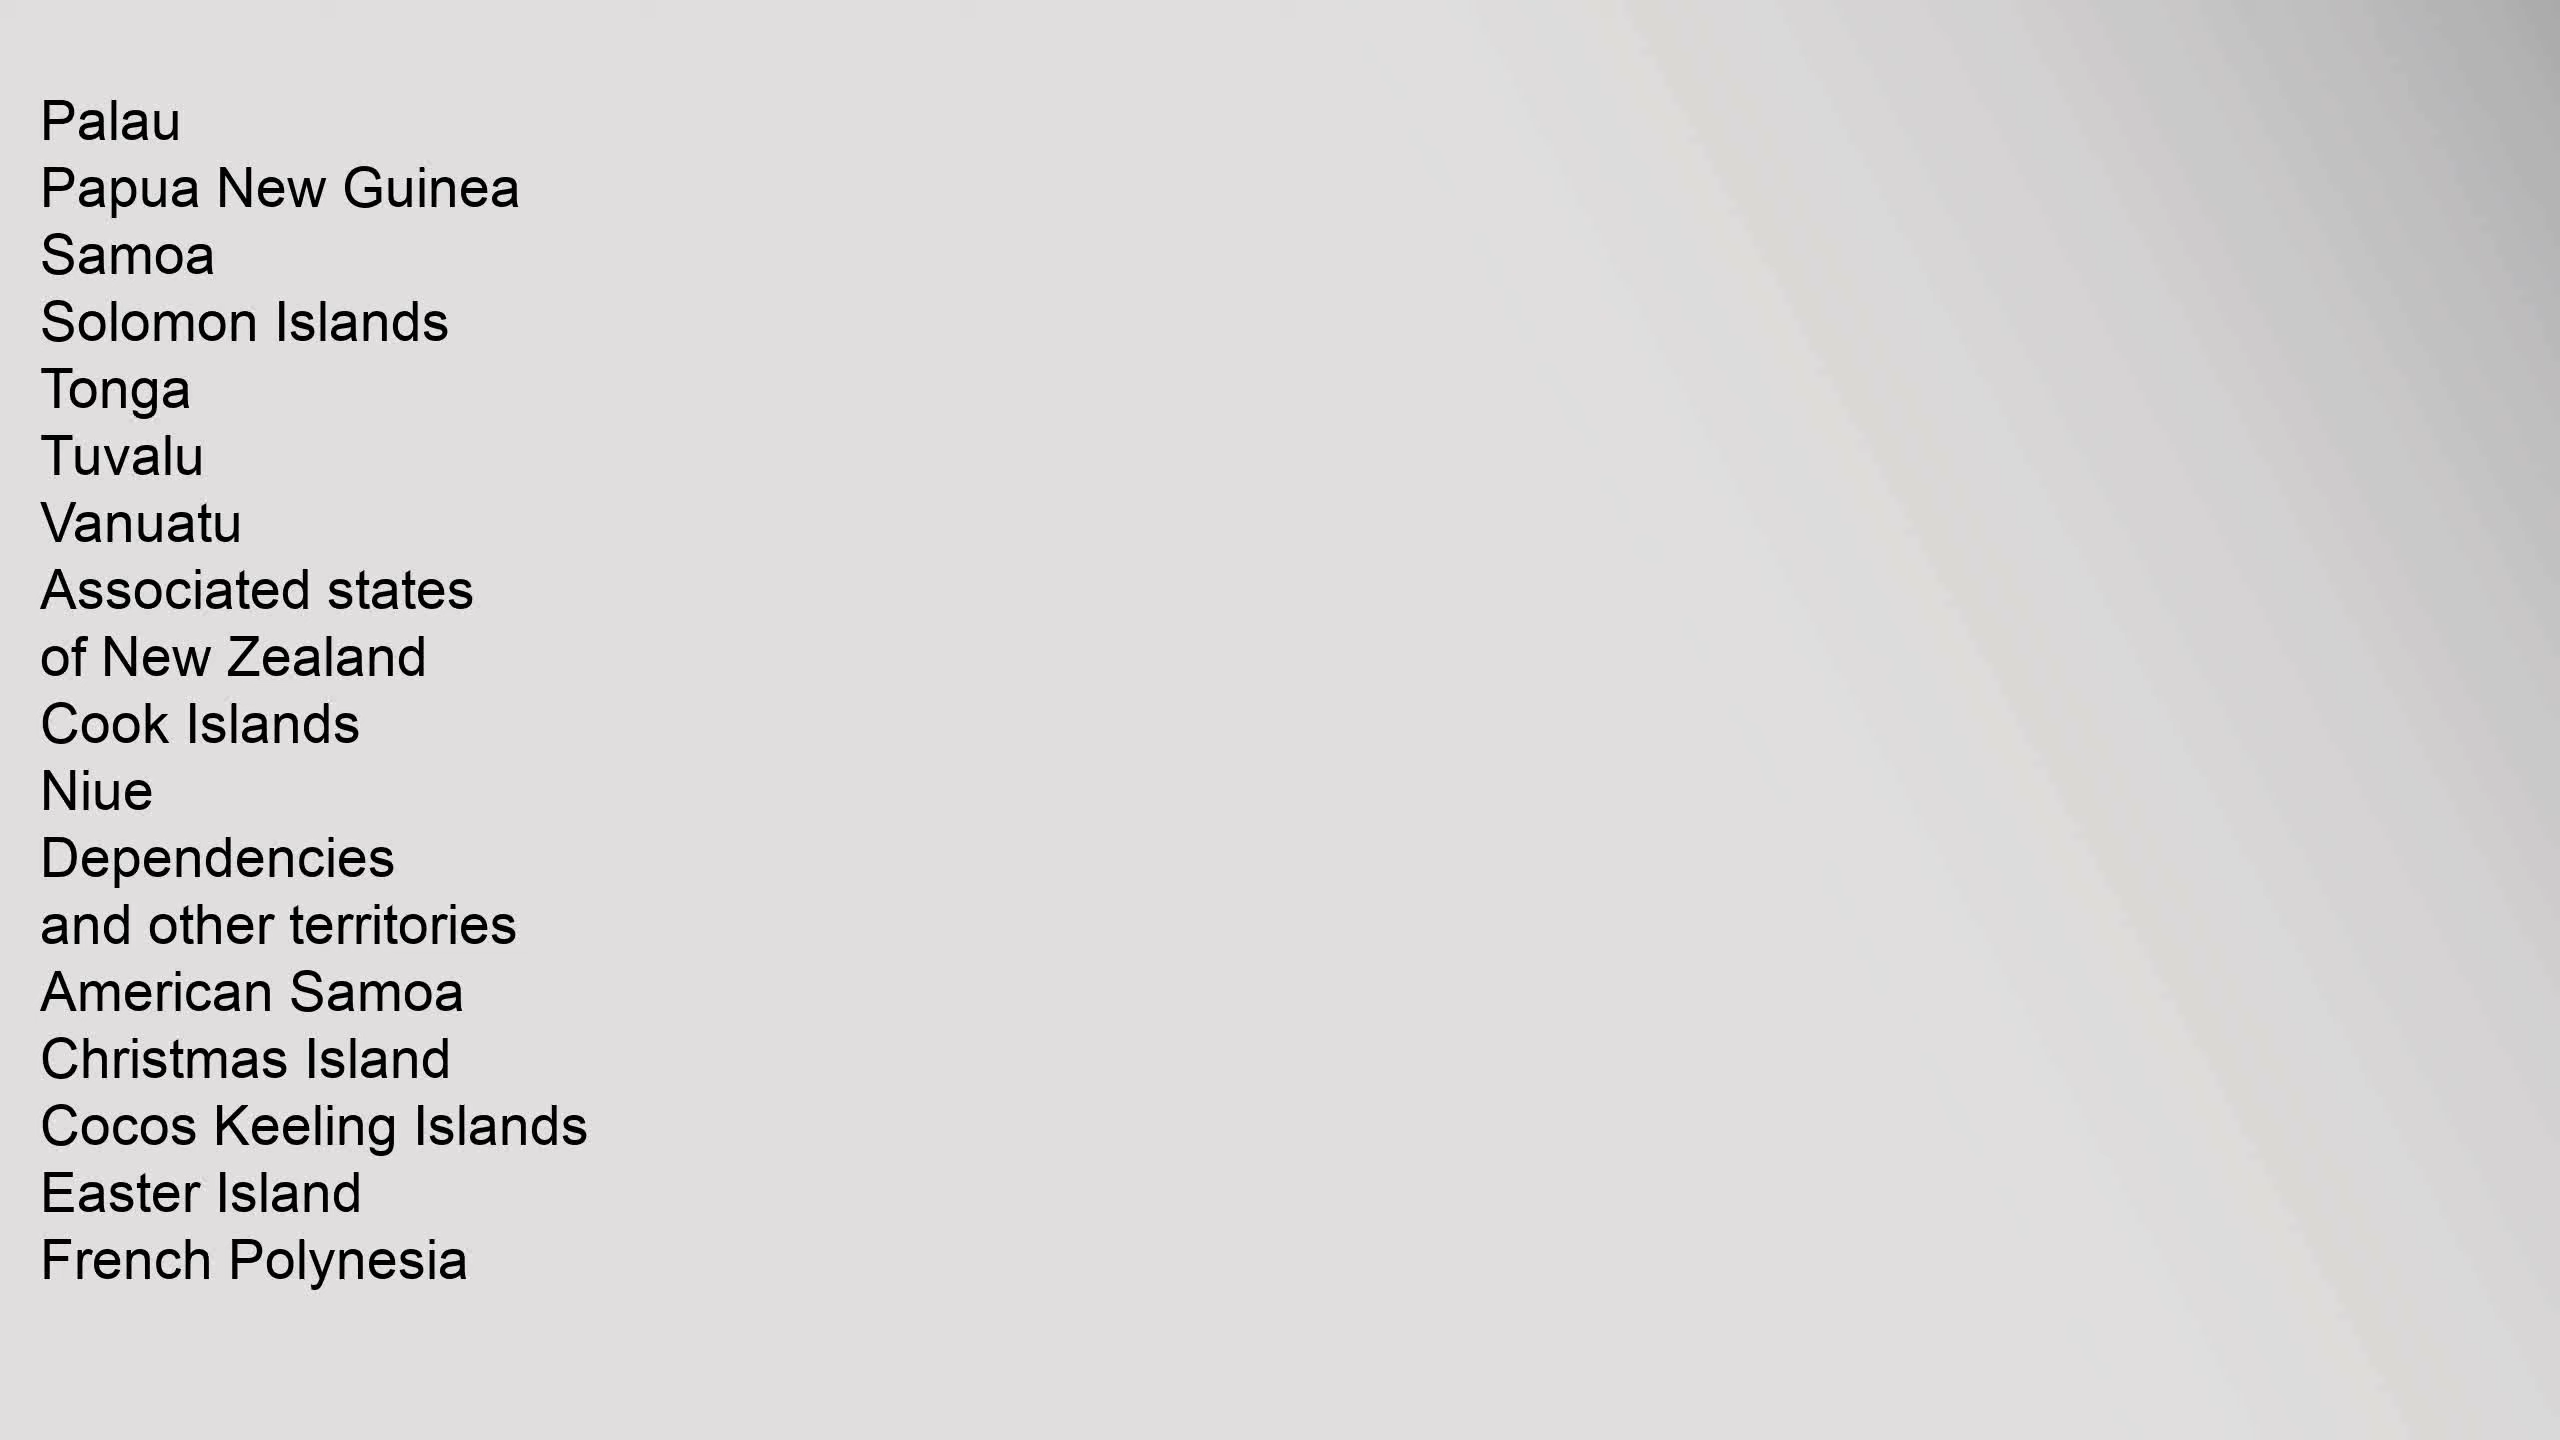 Palau
Papua New Guinea
Samoa
Solomon Islands
Tonga
Tuvalu
Vanuatu
Associated states
of New Zealand
Cook Islands
Niue
Dependencies
and other territories
American Samoa
Christmas Island
Cocos Keeling Islands
Easter Island
French Polynesia